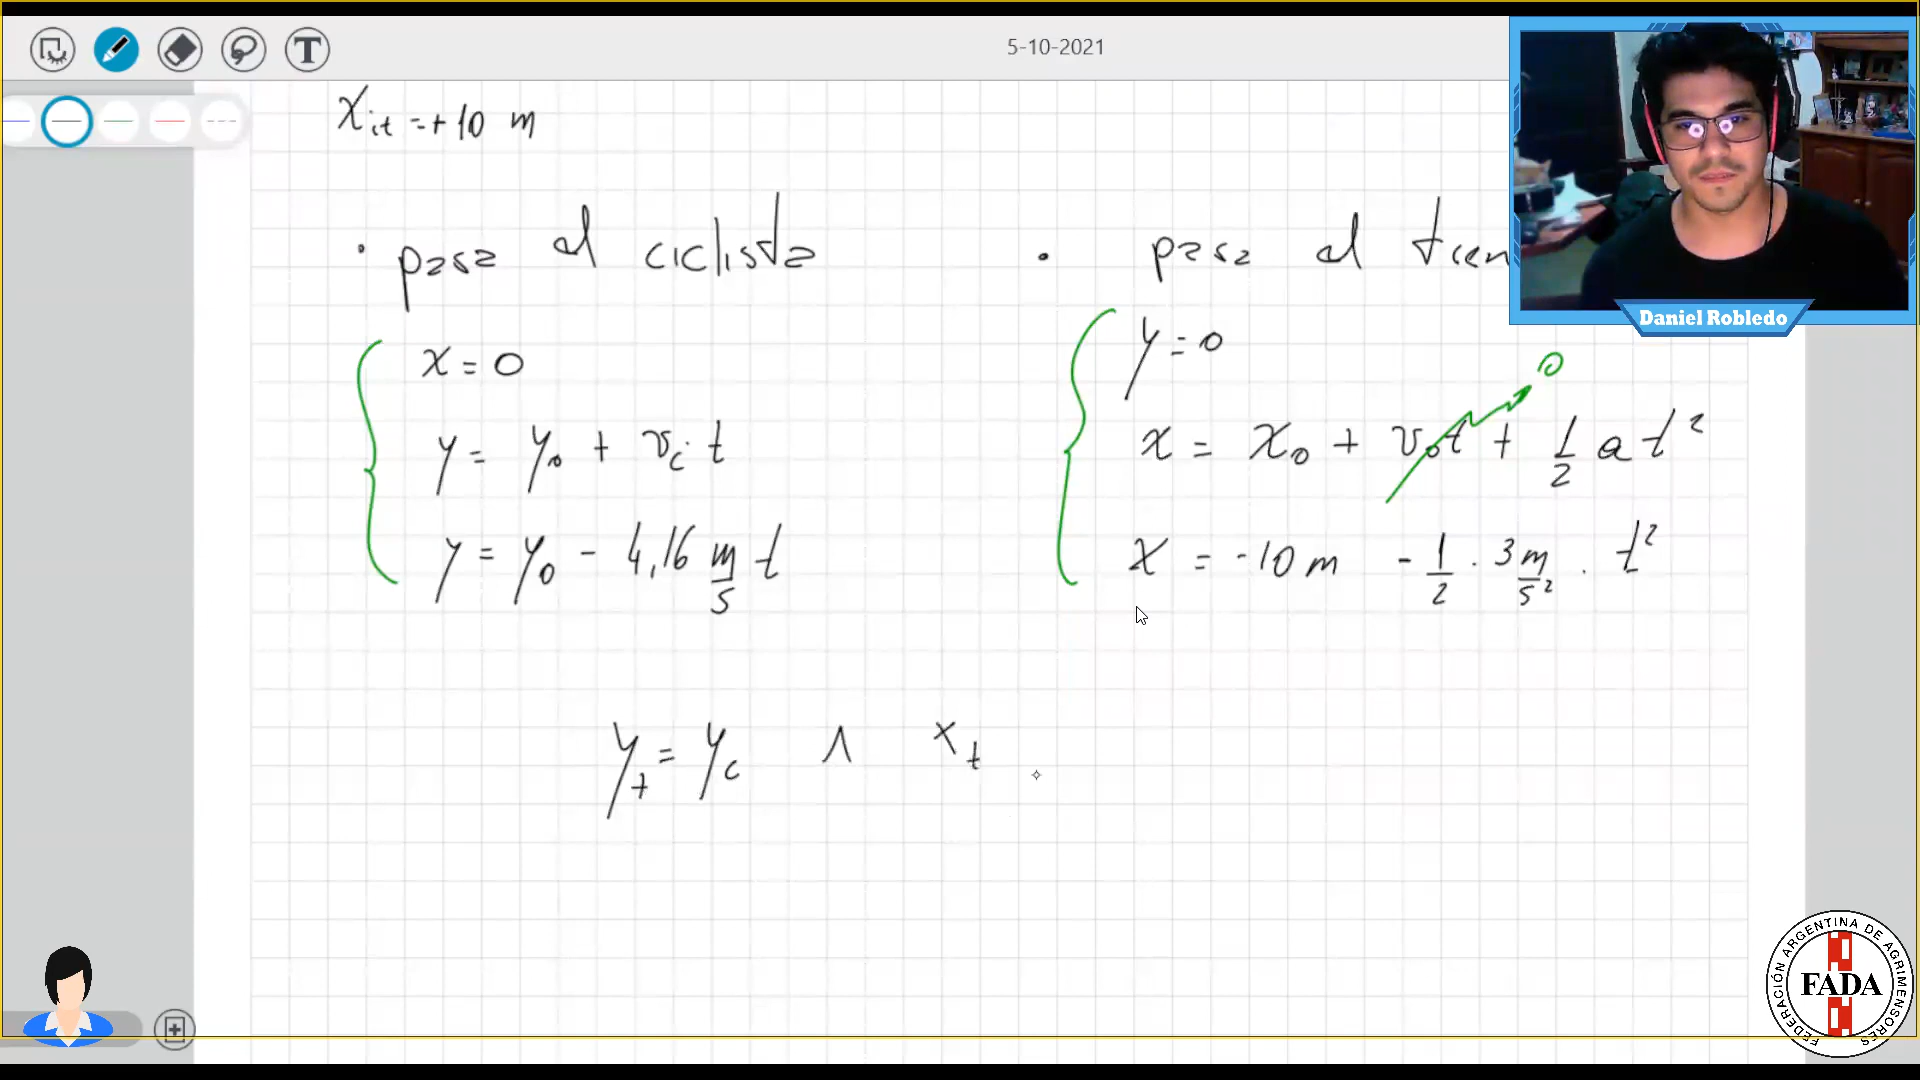 5-10-2021
T
Daniel Robledo
x_it = +10 m
· pasa al ciclista
x = 0
y = y₀ + v_c t
y = y₀ - 4,16 m/s t
· pasa al tren
y = 0
0
x = x₀ + v₀t + 1/2 a t²
x = -10 m - 1/2 · 3 m/s² · t²
y_t = y_c ∧ x_t
FEDERACIÓN ARGENTINA DE AGRIMENSORES
FADA